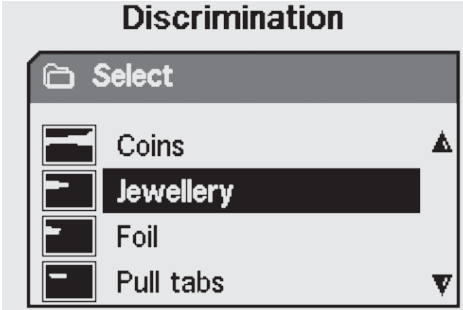 Discrimination
Select
Coins
Jewellery
Foil
Pull tabs